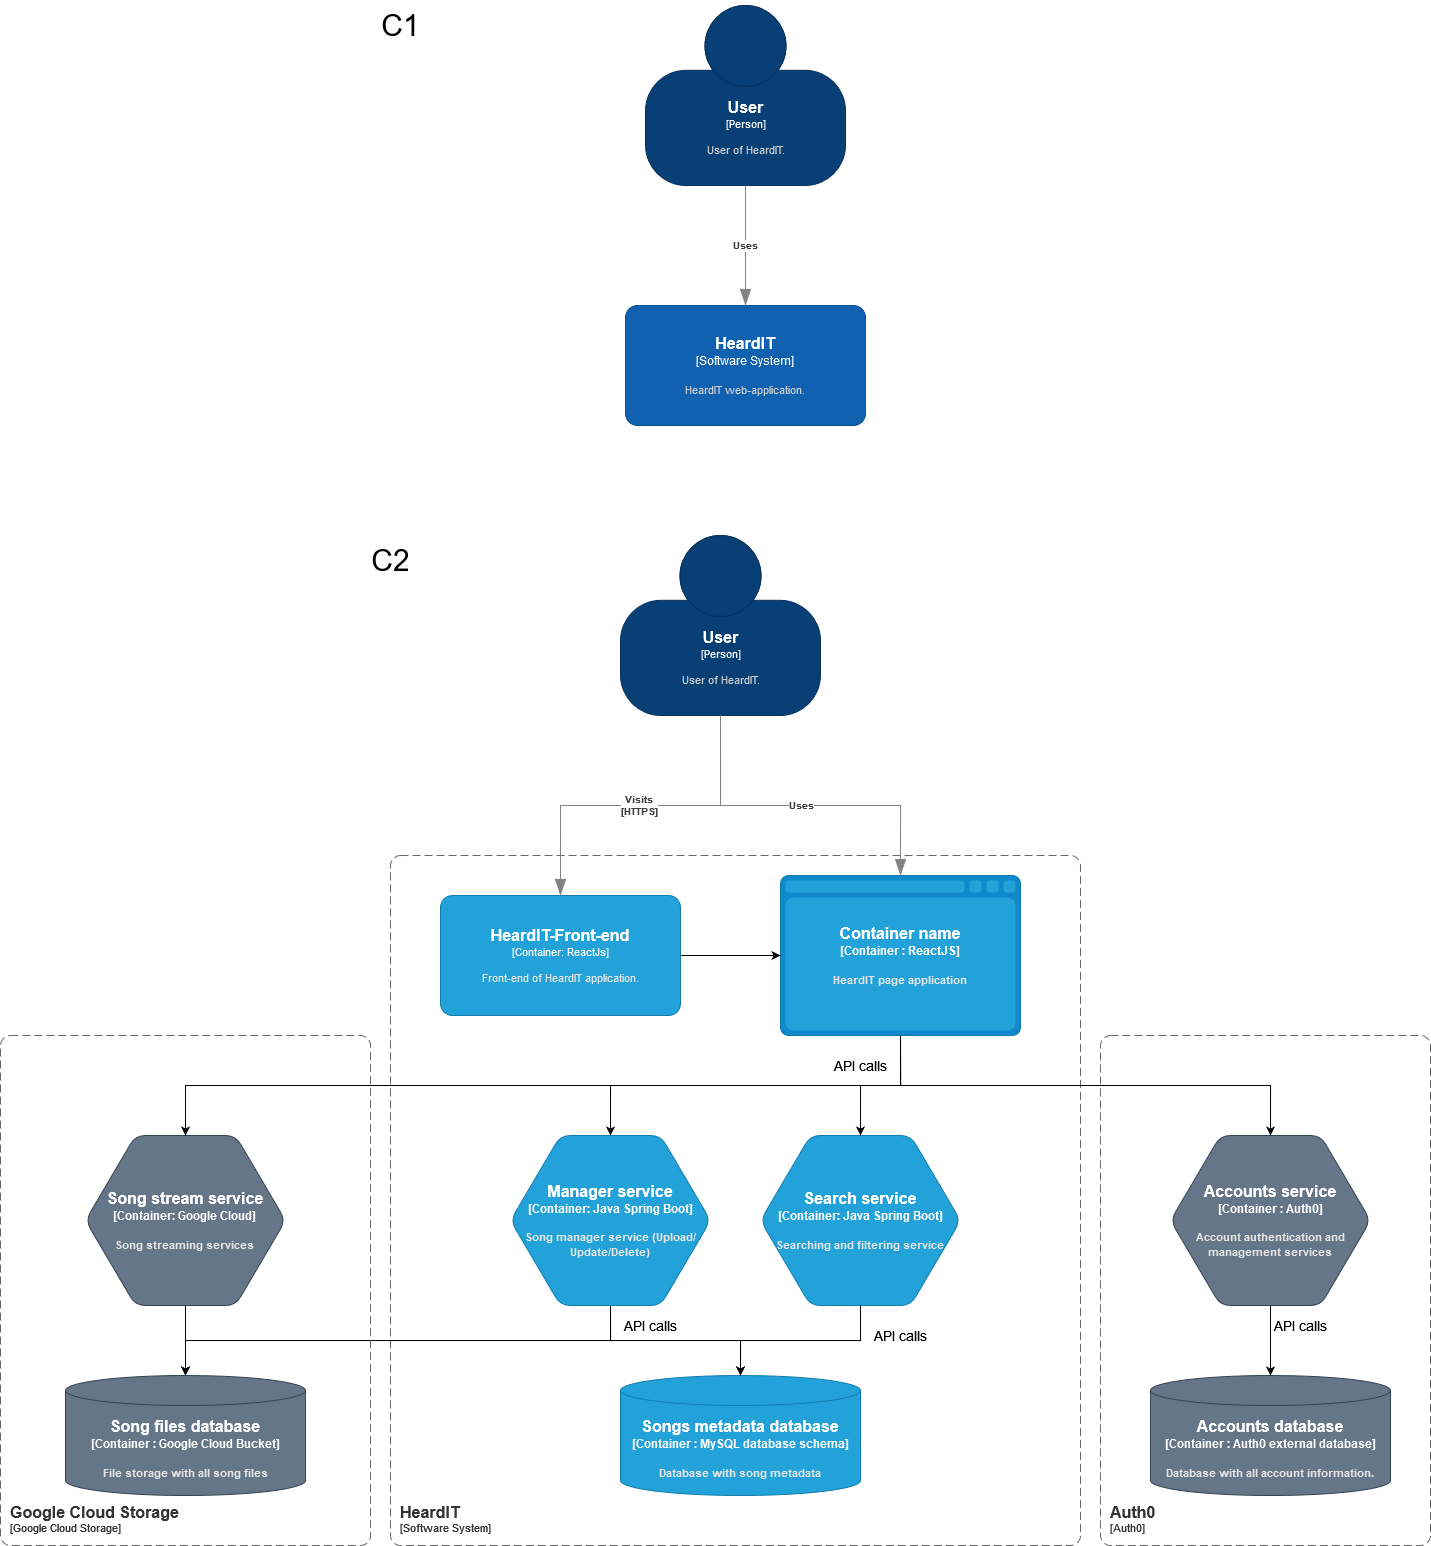 C1
User
[Person]
User of HeardIT.
Uses
HeardIT
[Software System]
HeardIT web-application.
C2
User
[Person]
User of HeardIT.
Visits
[HTTPS]
Uses
HeardIT-Front-end
[Container: ReactJs]
Front-end of HeardIT application.
Container name
[Container : ReactJS]
HeardIT page application
API calls
Song stream service
[Container: Google Cloud]
Song streaming services
Manager service
[Container: Java Spring Boot]
Song manager service (Upload/
Update/Delete)
Search service
[Container: Java Spring Boot]
Searching and filtering service
Accounts service
[Container : Auth0]
Account authentication and
management services
API calls
API calls
API calls
Song files database
[Container : Google Cloud Bucket]
File storage with all song files
Songs metadata database
[Container : MySQL database schema]
Database with song metadata
Accounts database
[Container : Auth0 external database]
Database with all account information.
Google Cloud Storage
[Google Cloud Storage]
HeardIT
[Software System]
Auth0
[Auth0]